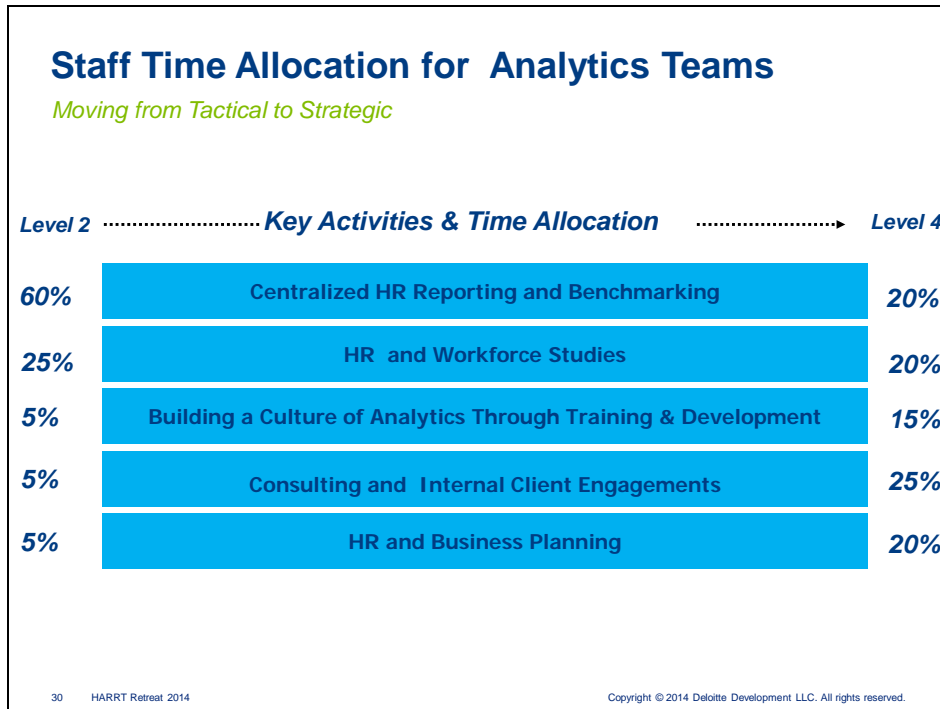 Staff Time Allocation for Analytics Teams
Moving from Tactical to Strategic
Level 2 Key Activities & Time Allocation Level 4
60% Centralized HR Reporting and Benchmarking 20%
25% HR and Workforce Studies 20%
5% Building a Culture of Analytics Through Training & Development 15%
5% Consulting and Internal Client Engagements 25%
5% HR and Business Planning 20%
30 HARRT Retreat 2014 Copyright © 2014 Deloitte Development LLC. All rights reserved.